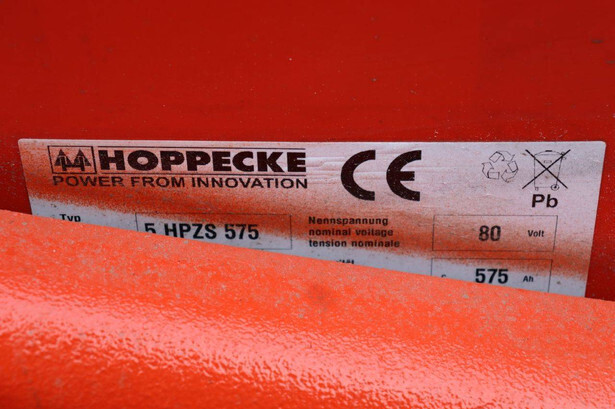 HOPPECKE
POWER FROM INNOVATION
CE
Pb
Typ
5 HPZS 575
Nennspannung
nominal voltage
tension nominale
80 Volt
575 Ah